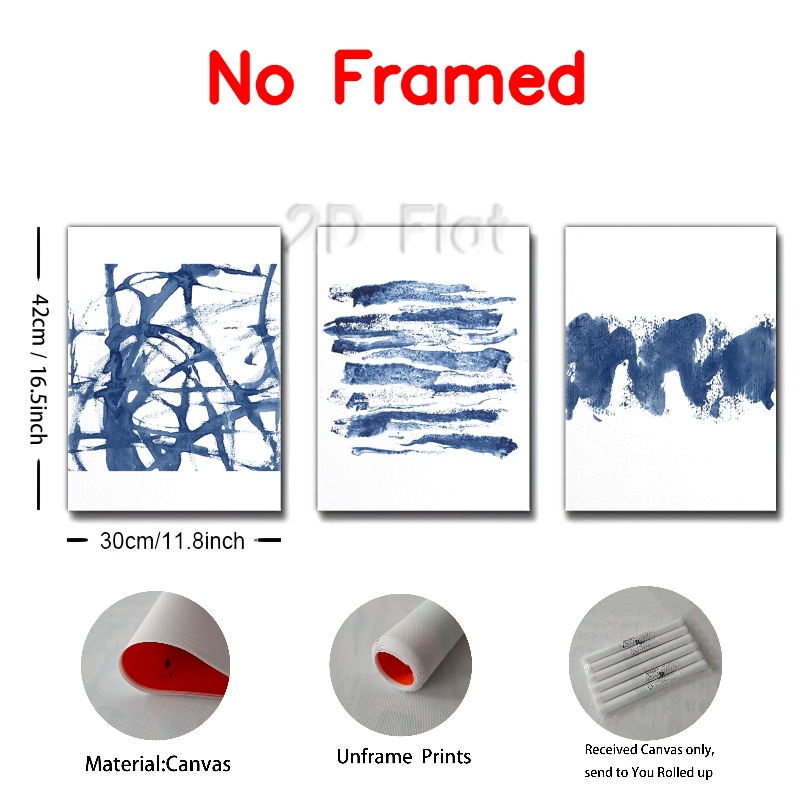 No Framed
2D Flat
42cm / 16.5inch
30cm/11.8inch
Material:Canvas
Unframe Prints
Received Canvas only,
send to You Rolled up